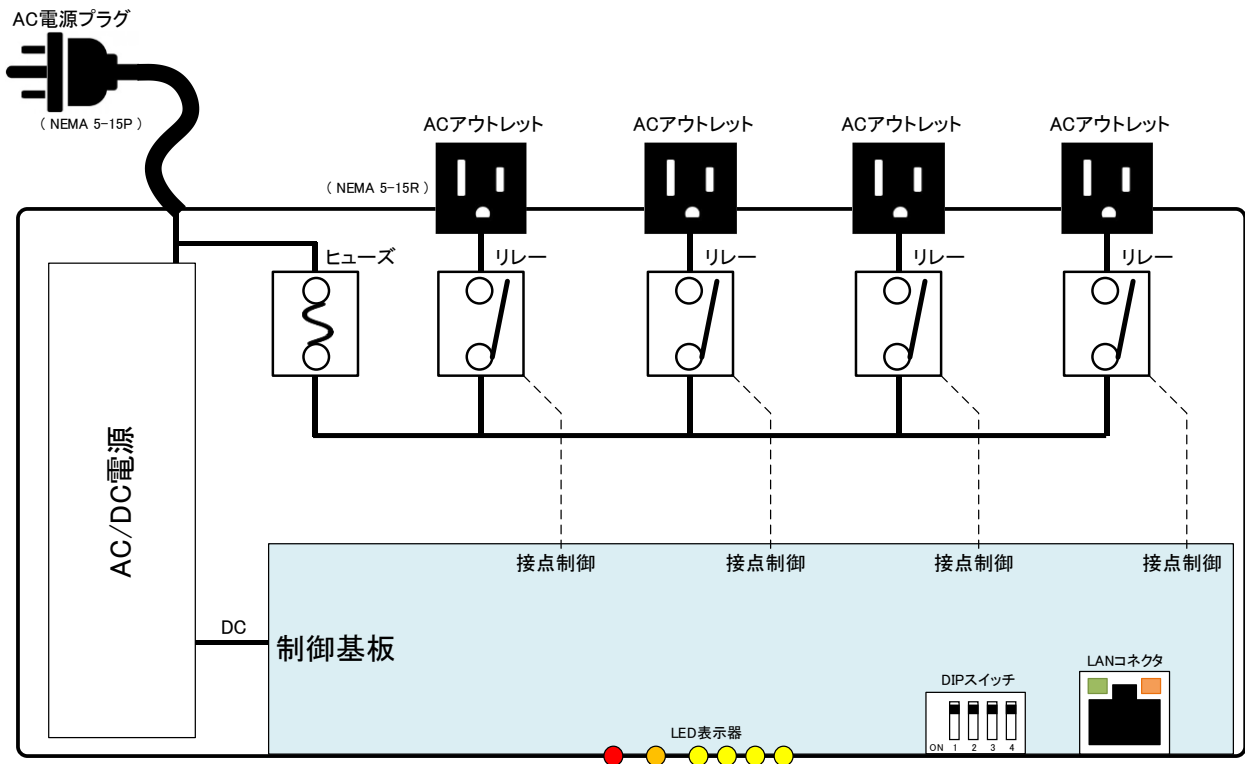 AC電源プラグ
( NEMA 5-15P )
ACアウトレット
ACアウトレット
ACアウトレット
ACアウトレット
( NEMA 5-15R )
ヒューズ
リレー
リレー
リレー
リレー
AC/DC電源
接点制御
接点制御
接点制御
接点制御
DC
制御基板
DIPスイッチ
ON 1 2 3 4
LANコネクタ
LED表示器